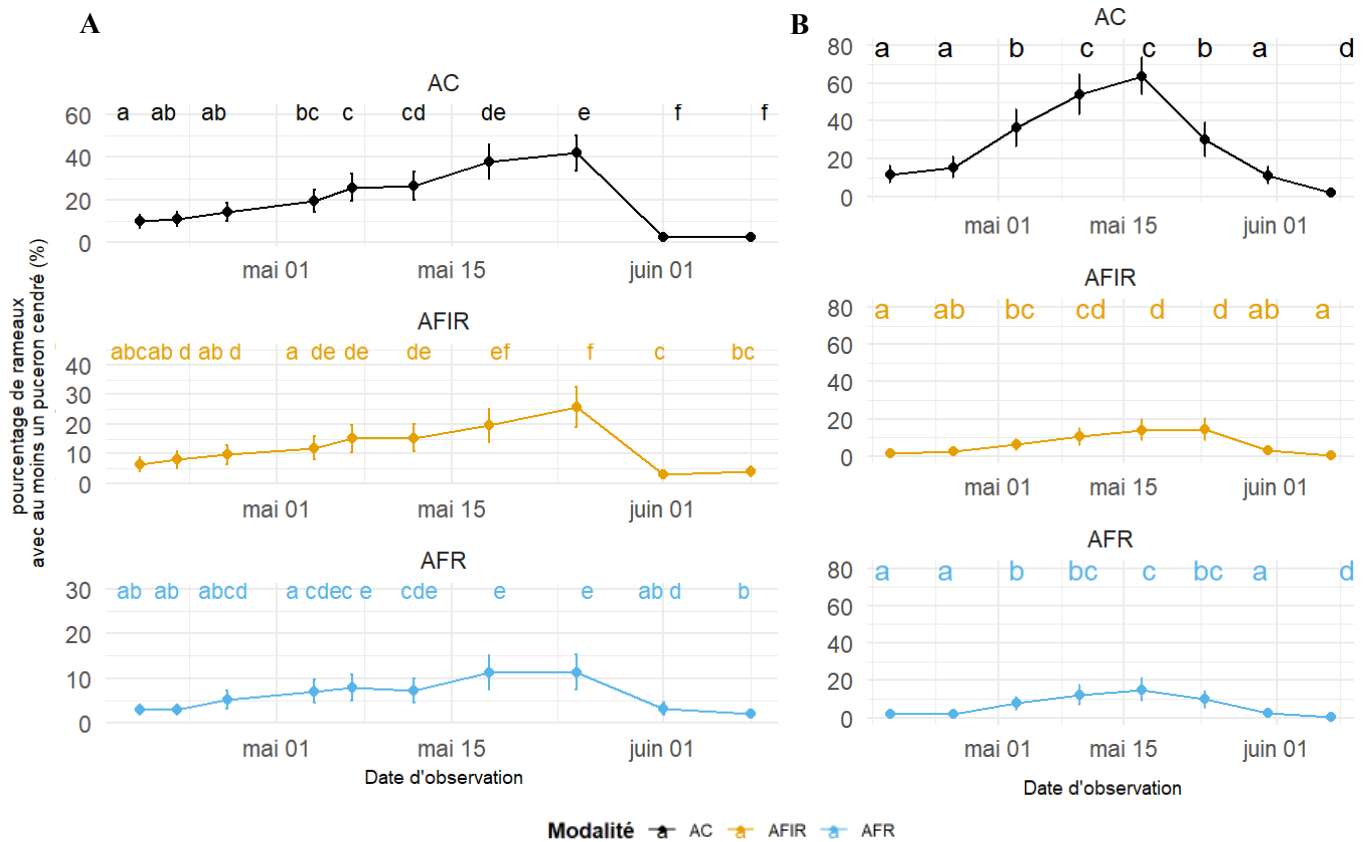 A
AC
a ab ab bc c cd de e f f
60
40
20
0
mai 01 mai 15 juin 01
AFIR
abc ab d ab d a de de de ef f c bc
40
30
20
10
0
mai 01 mai 15 juin 01
AFR
ab ab abcd a cdec e cde e e ab d b
30
20
10
0
mai 01 mai 15 juin 01
Date d'observation
pourcentage de rameaux
avec au moins un puceron cendré (%)
B
AC
a a b c c b a d
80
60
40
20
0
mai 01 mai 15 juin 01
AFIR
a ab bc cd d d ab a
80
60
40
20
0
mai 01 mai 15 juin 01
AFR
a a b bc c bc a d
80
60
40
20
0
mai 01 mai 15 juin 01
Date d'observation
Modalité a AC a AFIR a AFR